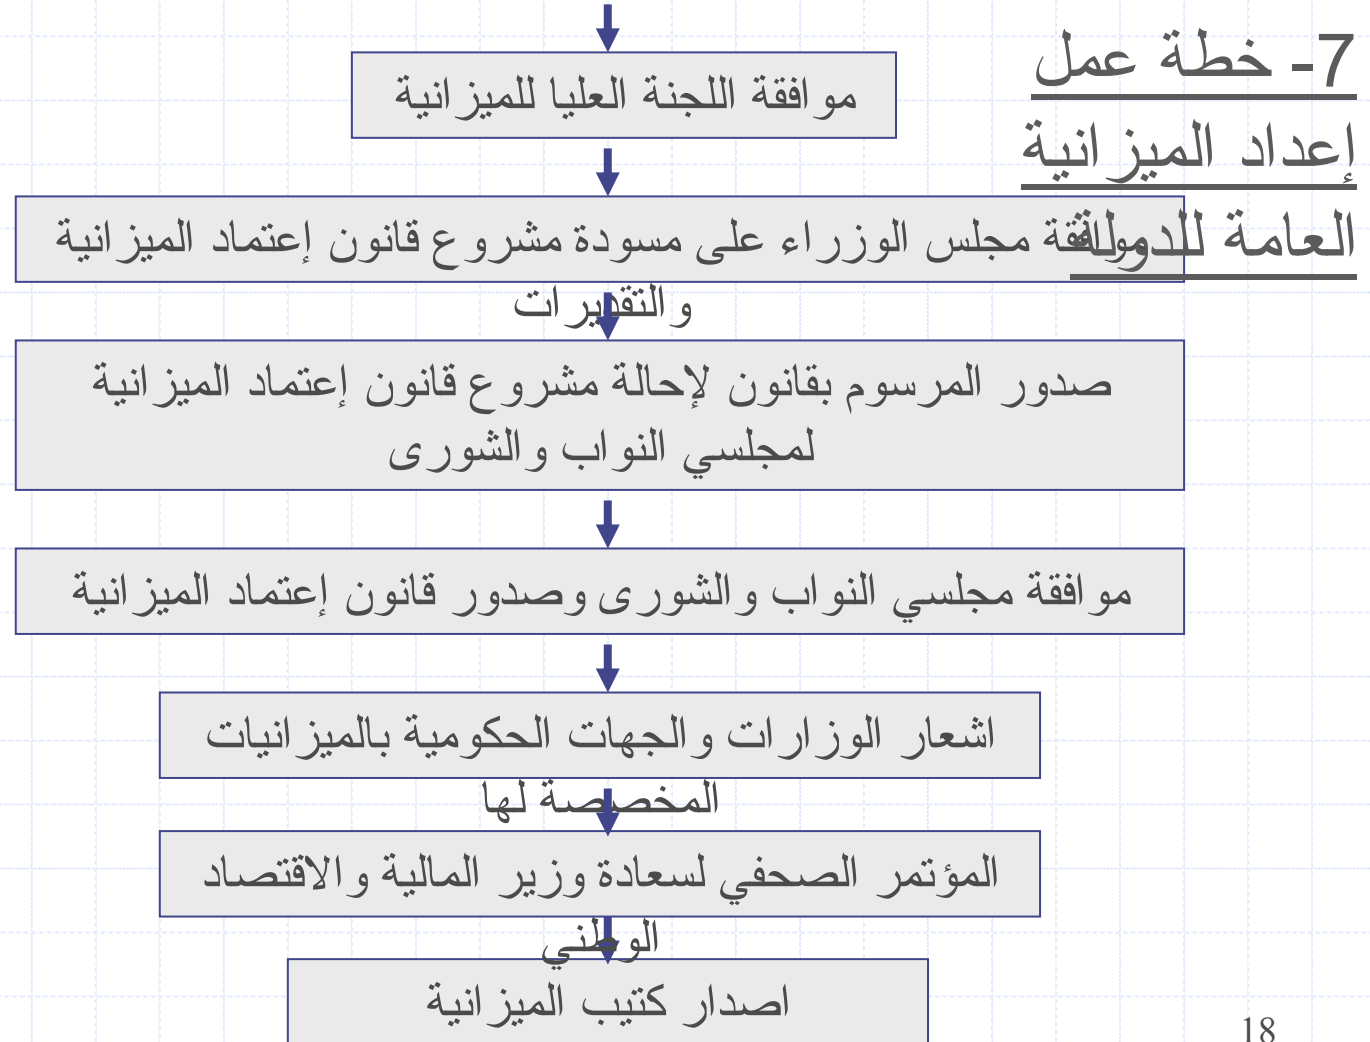 7- خطة عمل
إعداد الميزانية
العامة للدولة
موافقة اللجنة العليا للميزانية
موافقة مجلس الوزراء على مسودة مشروع قانون إعتماد الميزانية
والتقديرات
صدور المرسوم بقانون لإحالة مشروع قانون إعتماد الميزانية
لمجلسي النواب والشورى
موافقة مجلسي النواب والشورى وصدور قانون إعتماد الميزانية
اشعار الوزارات والجهات الحكومية بالميزانيات
المخصصة لها
المؤتمر الصحفي لسعادة وزير المالية والاقتصاد
الوطني
اصدار كتيب الميزانية
18